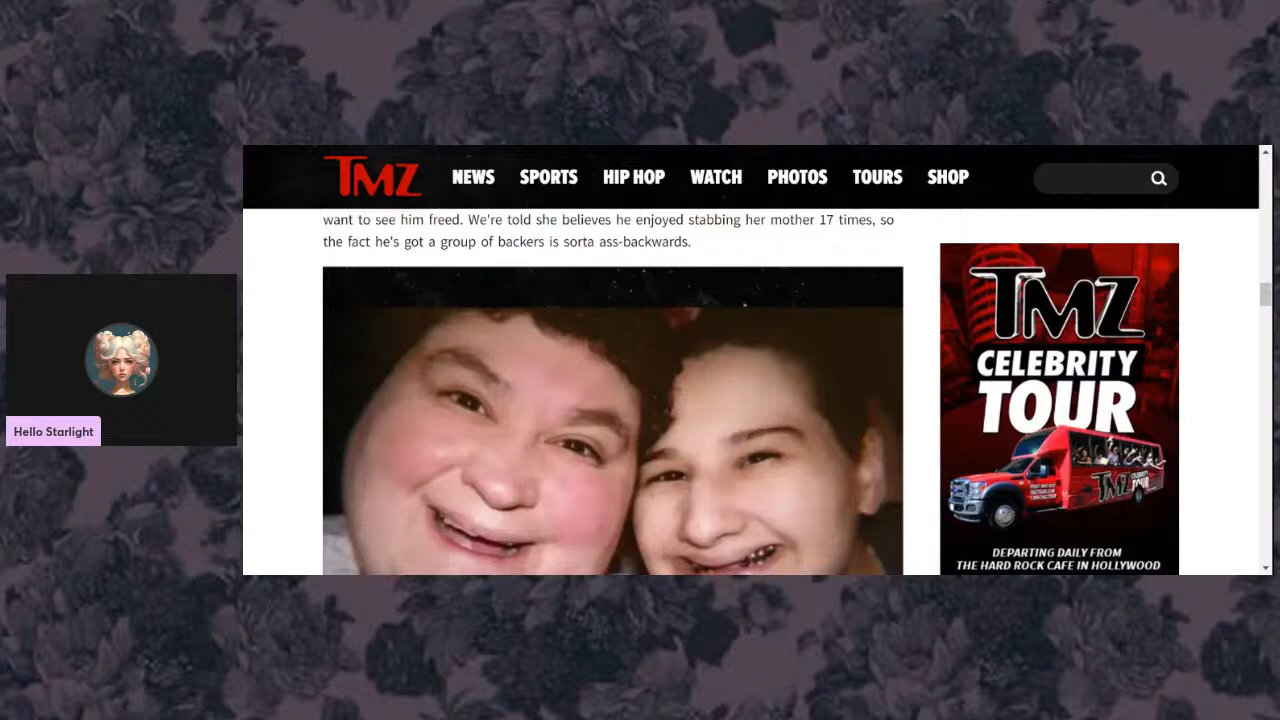 TMZ
NEWS SPORTS HIP HOP WATCH PHOTOS TOURS SHOP
want to see him freed. We're told she believes he enjoyed stabbing her mother 17 times, so
the fact he's got a group of backers is sorta ass-backwards.
Hello Starlight
TMZ
CELEBRITY
TOUR
TMZ
DEPARTING DAILY FROM
THE HARD ROCK CAFE IN HOLLYWOOD